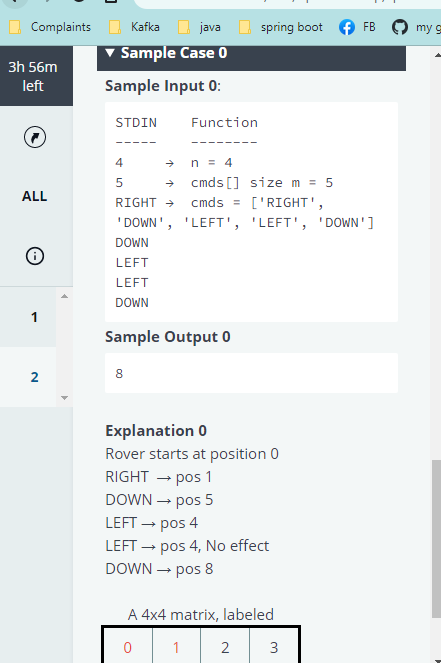 Complaints Kafka java spring boot FB my g
3h 56m
left
ALL
1
2
▼ Sample Case 0
Sample Input 0:
STDIN Function
----- --------
4 → n = 4
5 → cmds[] size m = 5
RIGHT → cmds = ['RIGHT',
'DOWN', 'LEFT', 'LEFT', 'DOWN']
DOWN
LEFT
LEFT
DOWN
Sample Output 0
8
Explanation 0
Rover starts at position 0
RIGHT → pos 1
DOWN → pos 5
LEFT → pos 4
LEFT → pos 4, No effect
DOWN → pos 8
A 4x4 matrix, labeled
0 1 2 3